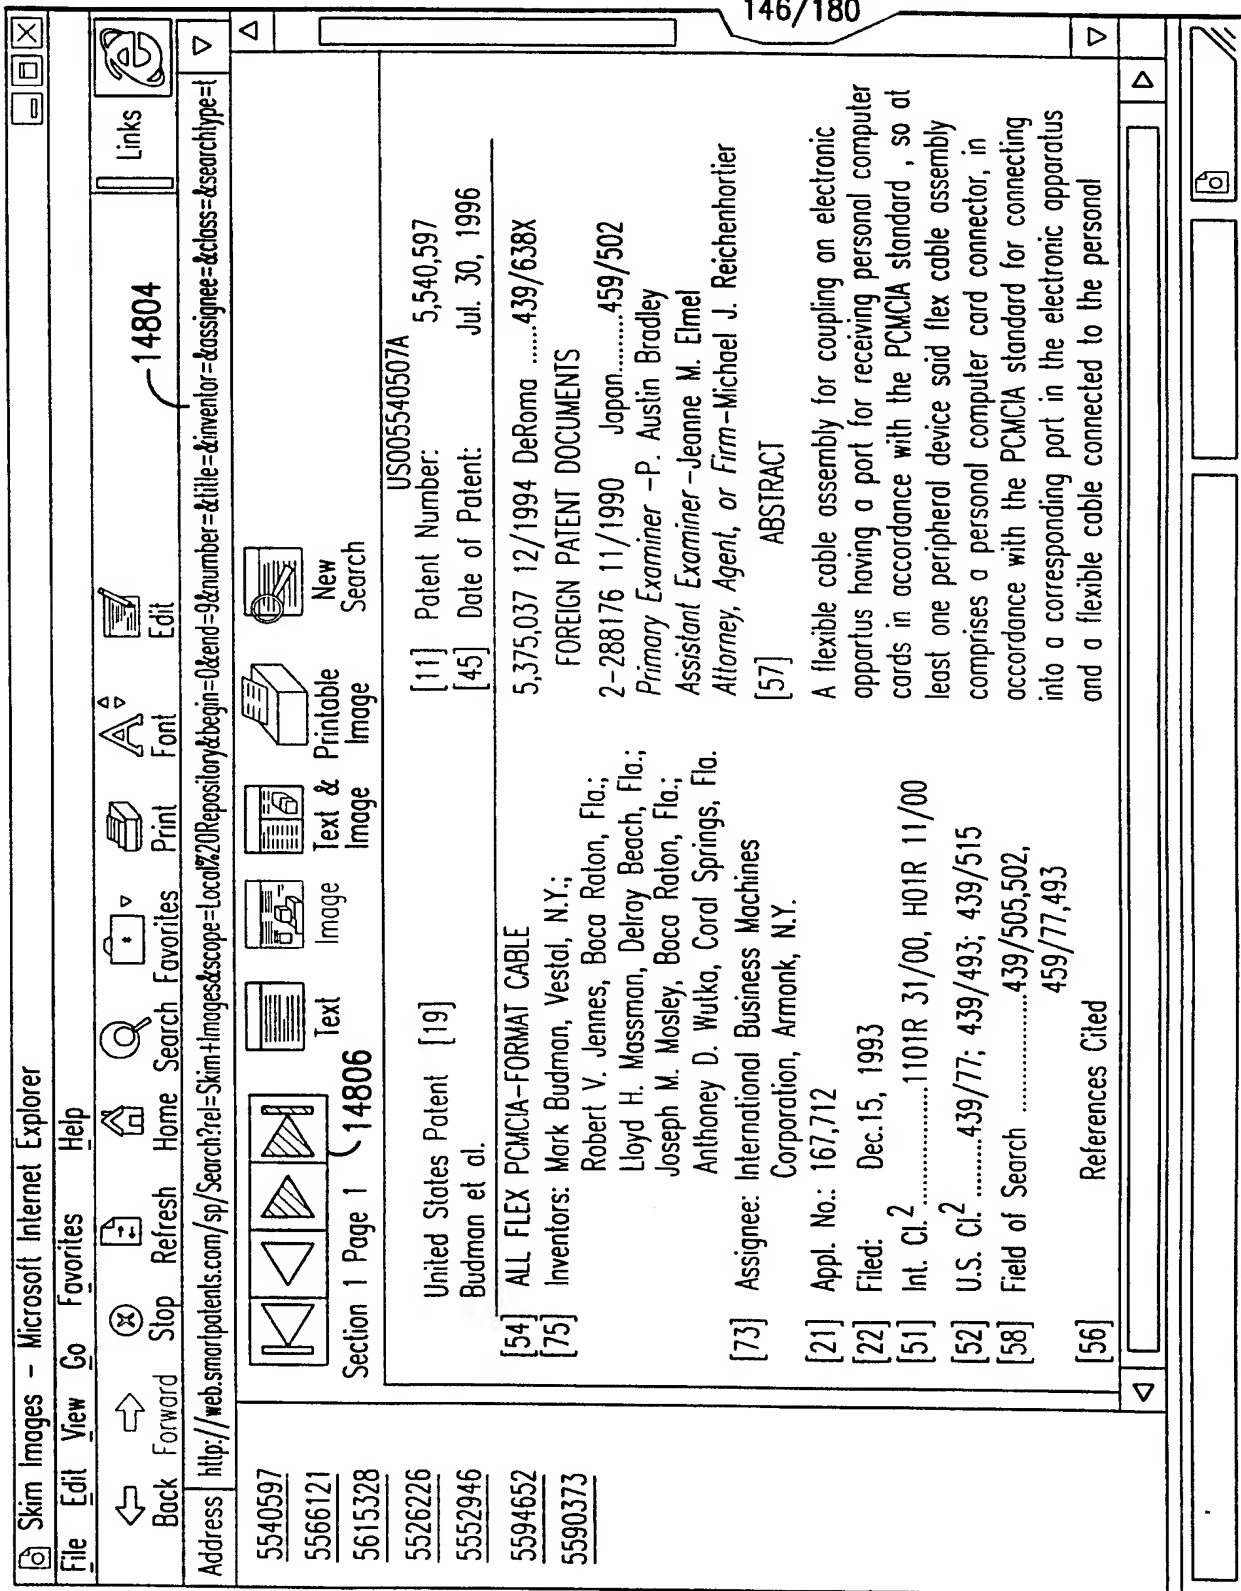 146/180
Skim Images - Microsoft Internet Explorer
File Edit View Go Favorites Help
Back Forward Stop Refresh Home Search Favorites Print Font Edit
Links
Address http://web.smartpatents.com/sp/Search?rel=Skim+Images&scope=Local%20Repository&begin=0&end=9&number=&title=&inventor=&assignee=&class=&searchtype=t
14804
5540597
5566121
5615328
5526226
5552946
5594652
5590373
14806
Section 1 Page 1
Text
Image
Text & Image
Printable Image
New Search
United States Patent [19]
Budman et al.
US005540507A
[11] Patent Number: 5,540,597
[45] Date of Patent: Jul. 30, 1996
[54] ALL FLEX PCMCIA-FORMAT CABLE
[75] Inventors: Mark Budman, Vestal, N.Y.;
Robert V. Jennes, Boca Raton, Fla.;
Lloyd H. Massman, Delray Beach, Fla.;
Joseph M. Mosley, Boca Raton, Fla.;
Anthoney D. Wutka, Coral Springs, Fla.
[73] Assignee: International Business Machines
Corporation, Armonk, N.Y.
[21] Appl. No.: 167,712
[22] Filed: Dec.15, 1993
[51] Int. Cl.2 ................1101R 31/00, H01R 11/00
[52] U.S. Cl.2 .......439/77; 439/493; 439/515
[58] Field of Search ................439/505,502,
459/77,493
[56] References Cited
5,375,037 12/1994 DeRoma ......439/638X
FOREIGN PATENT DOCUMENTS
2-288176 11/1990 Japan.........459/502
Primary Examiner -P. Austin Bradley
Assistant Examiner-Jeanne M. Elmel
Attorney, Agent, or Firm-Michael J. Reichenhortier
[57] ABSTRACT
A flexible cable assembly for coupling an electronic
appartus having a port for receiving personal computer
cards in accordance with the PCMCIA standard , so at
least one peripheral device said flex cable assembly
comprises a personal computer card connector, in
accordance with the PCMCIA standard for connecting
into a corresponding port in the electronic apparatus
and a flexible cable connected to the personal